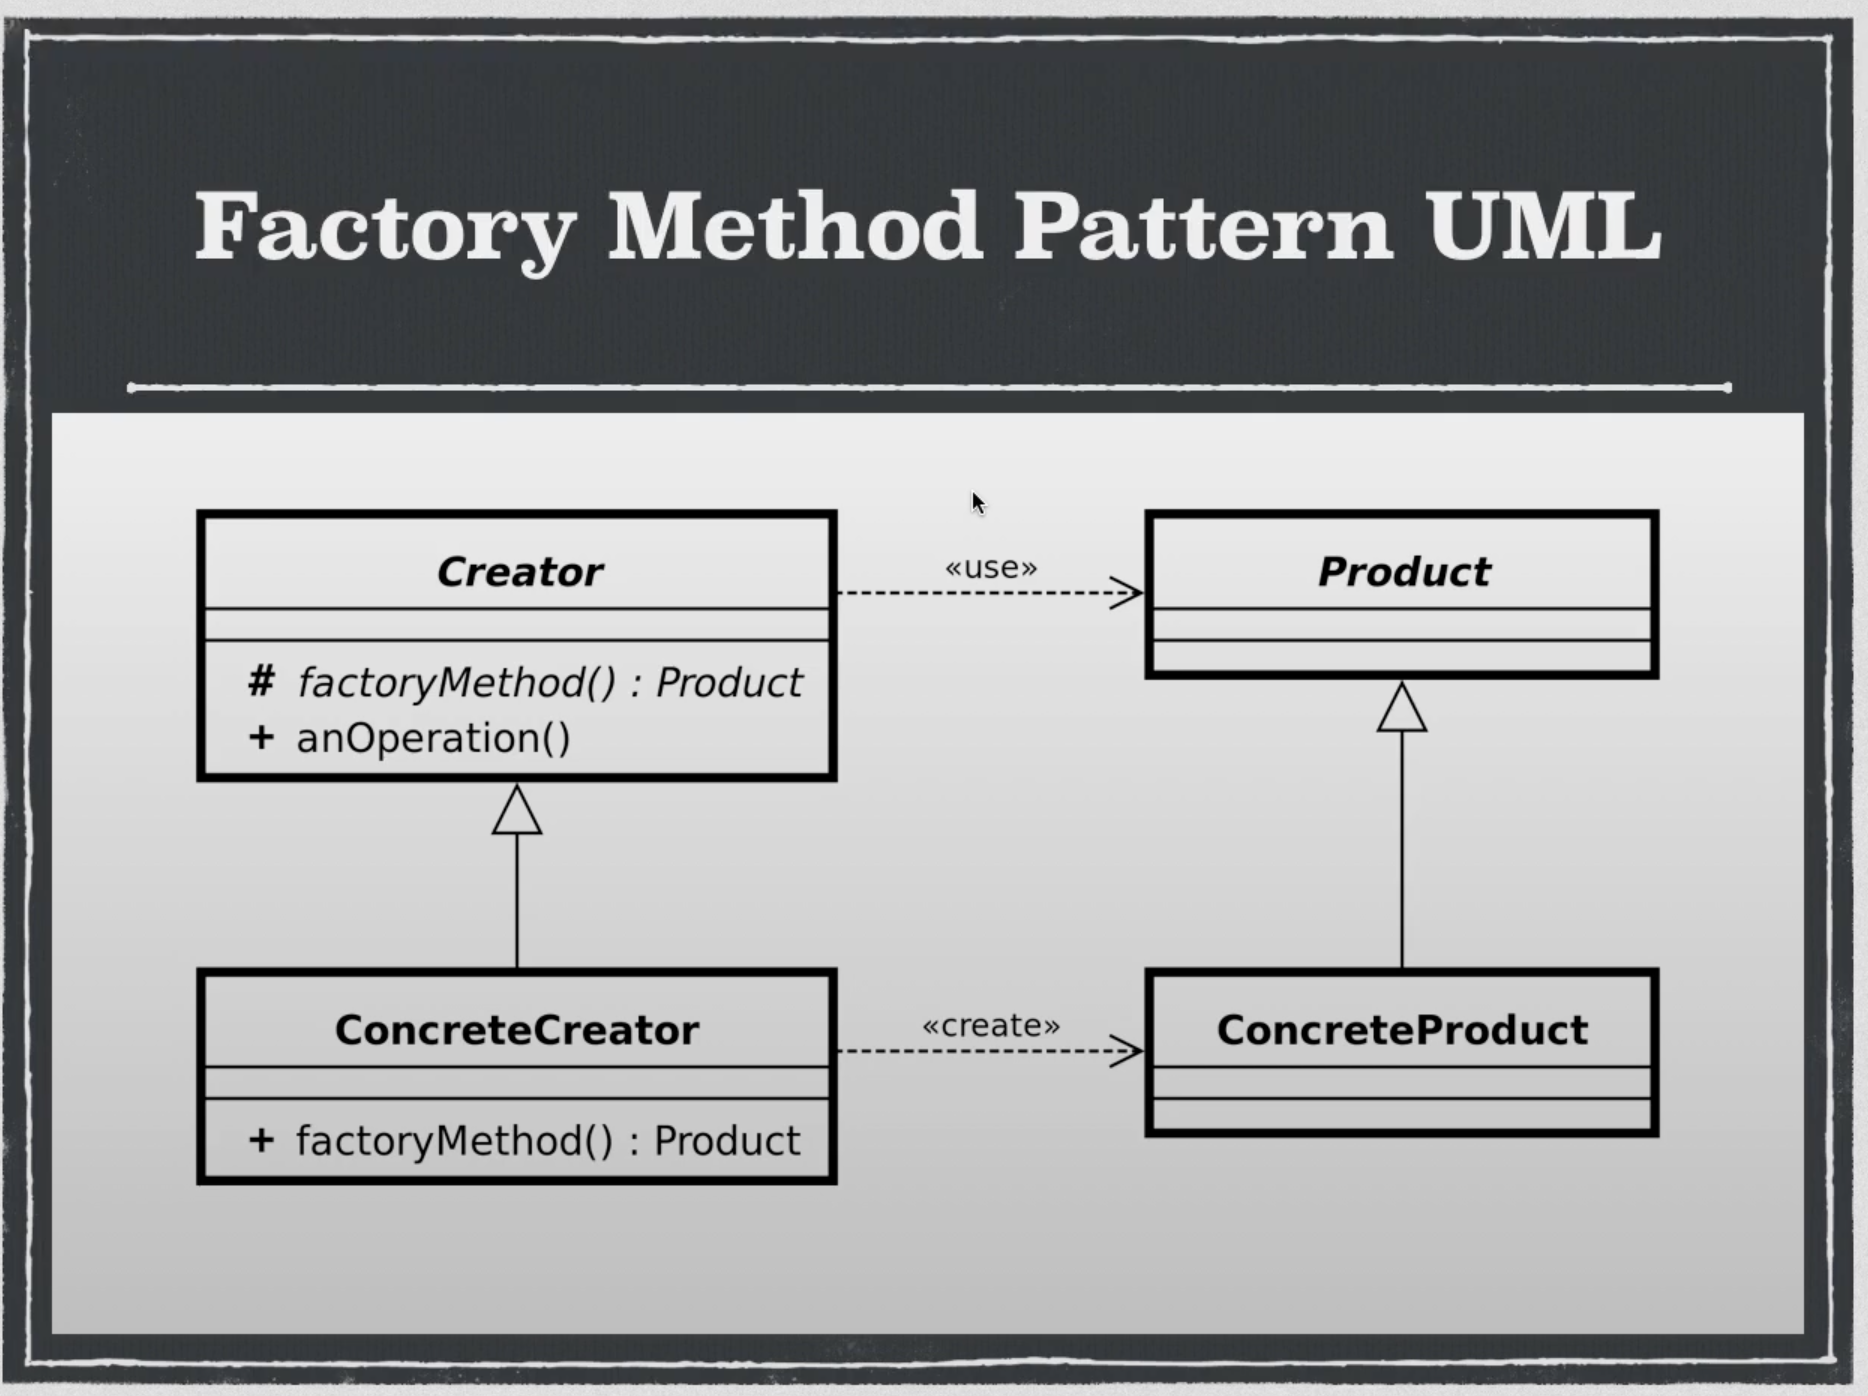 Factory Method Pattern UML
Creator
«use»
Product
# factoryMethod() : Product
+ anOperation()
ConcreteCreator
«create»
ConcreteProduct
+ factoryMethod() : Product